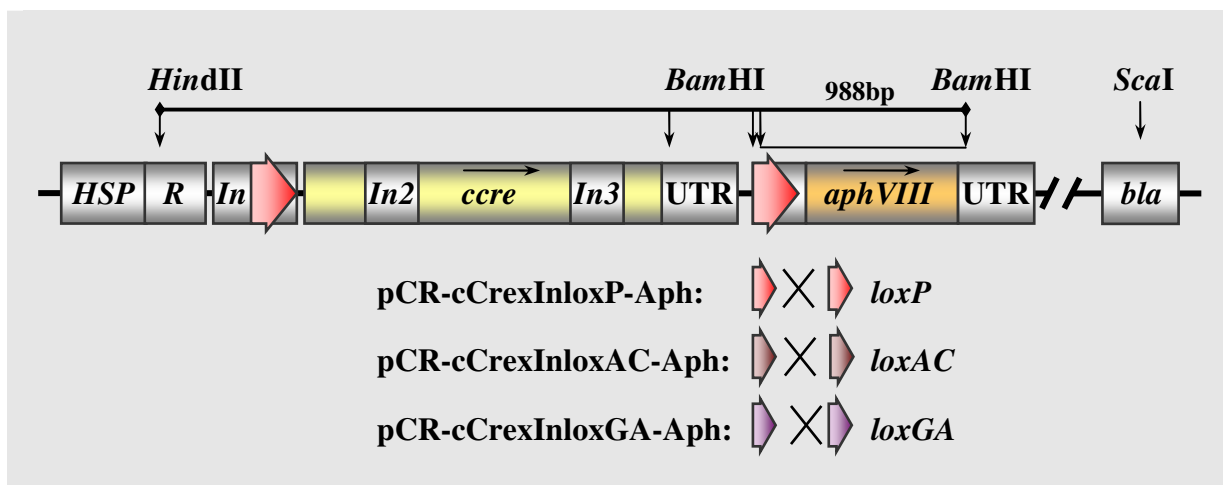 HindII BamHI 988bp BamHI ScaI
HSP R In In2 ccre In3 UTR aphVIII UTR bla
pCR-cCrexInloxP-Aph: loxP
pCR-cCrexInloxAC-Aph: loxAC
pCR-cCrexInloxGA-Aph: loxGA